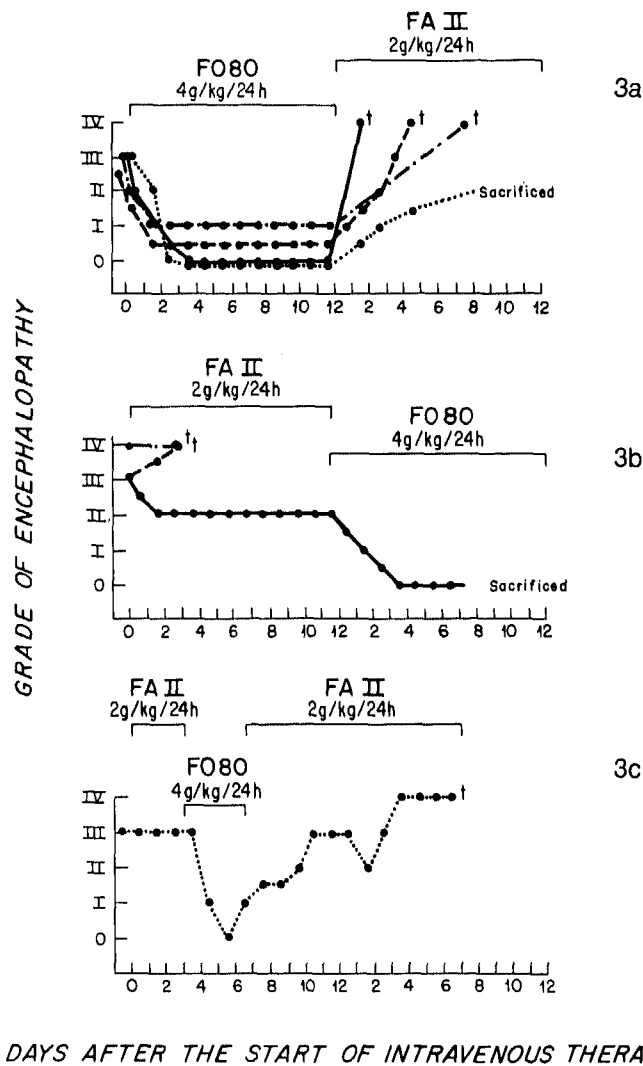 FA II
2g/kg/24h
FO80
4g/kg/24h
3a
IV
III
II
I
0
†
†
†
Sacrificed
0 2 4 6 8 10 12 2 4 6 8 10 12
FA II
2g/kg/24h
FO80
4g/kg/24h
3b
IV
III
II
I
0
† †
Sacrificed
0 2 4 6 8 10 12 2 4 6 8 10 12
FA II
2g/kg/24h
FA II
2g/kg/24h
FO80
4g/kg/24h
3c
IV
III
II
I
0
†
0 2 4 6 8 10 12 2 4 6 8 10 12
GRADE OF ENCEPHALOPATHY
DAYS AFTER THE START OF INTRAVENOUS THERA